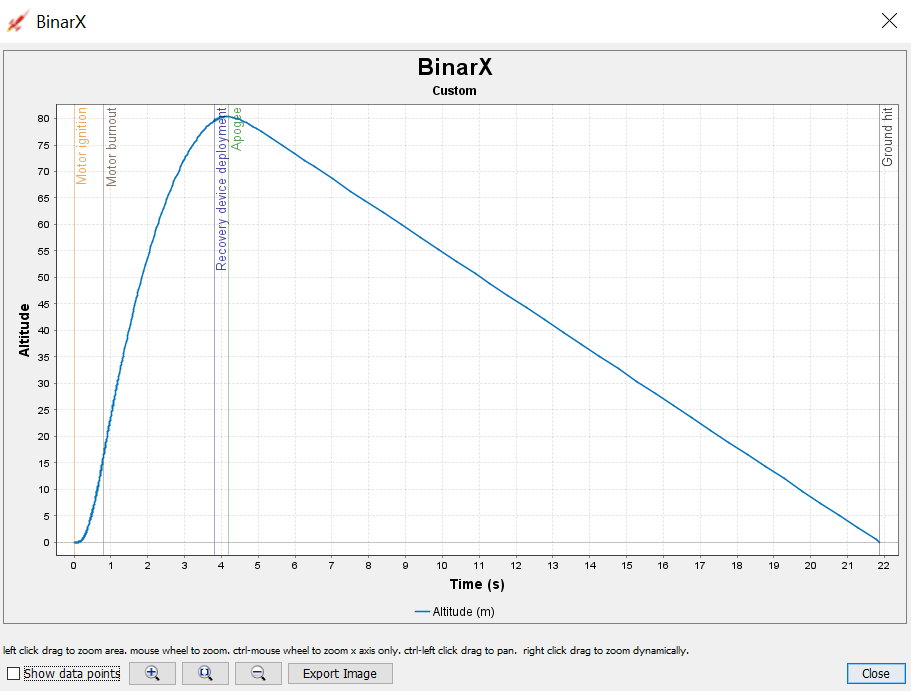 BinarX
BinarX
Custom
Motor ignition
Motor burnout
Recovery device deployment
Apogee
Ground hit
80
75
70
65
60
55
50
45
40
35
30
25
20
15
10
5
0
Altitude
0 1 2 3 4 5 6 7 8 9 10 11 12 13 14 15 16 17 18 19 20 21 22
Time (s)
Altitude (m)
left click drag to zoom area. mouse wheel to zoom. ctrl-mouse wheel to zoom x axis only. ctrl-left click drag to pan. right click drag to zoom dynamically.
Show data points
Export Image
Close